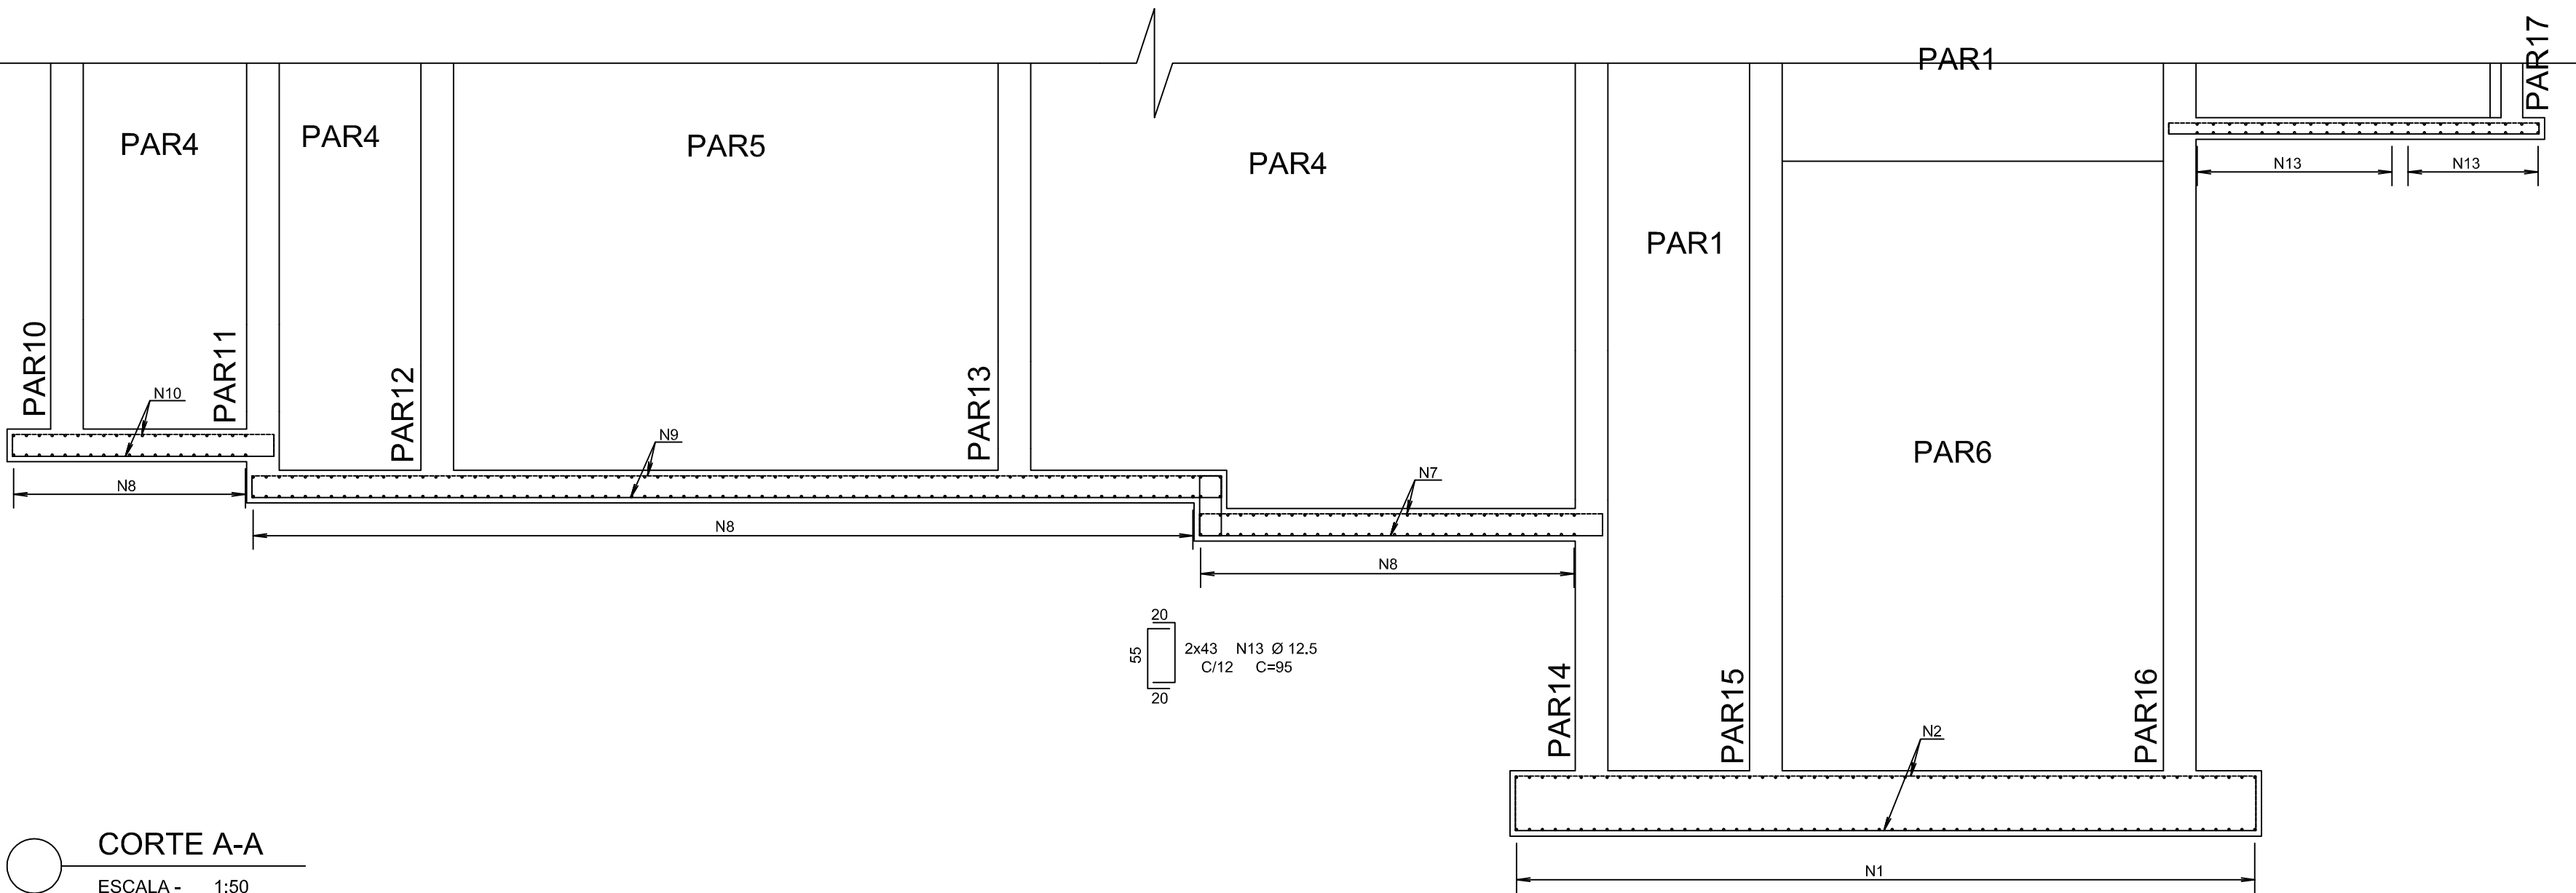 PAR17
PAR1
PAR4
PAR4
PAR5
PAR4
N13
N13
PAR1
PAR10
PAR11
PAR12
PAR13
N10
N9
PAR6
N7
N8
N8
N8
20
55
2x43 N13 Ø 12.5
C/12 C=95
20
PAR14
PAR15
PAR16
N2
CORTE A-A
ESCALA - 1:50
N1